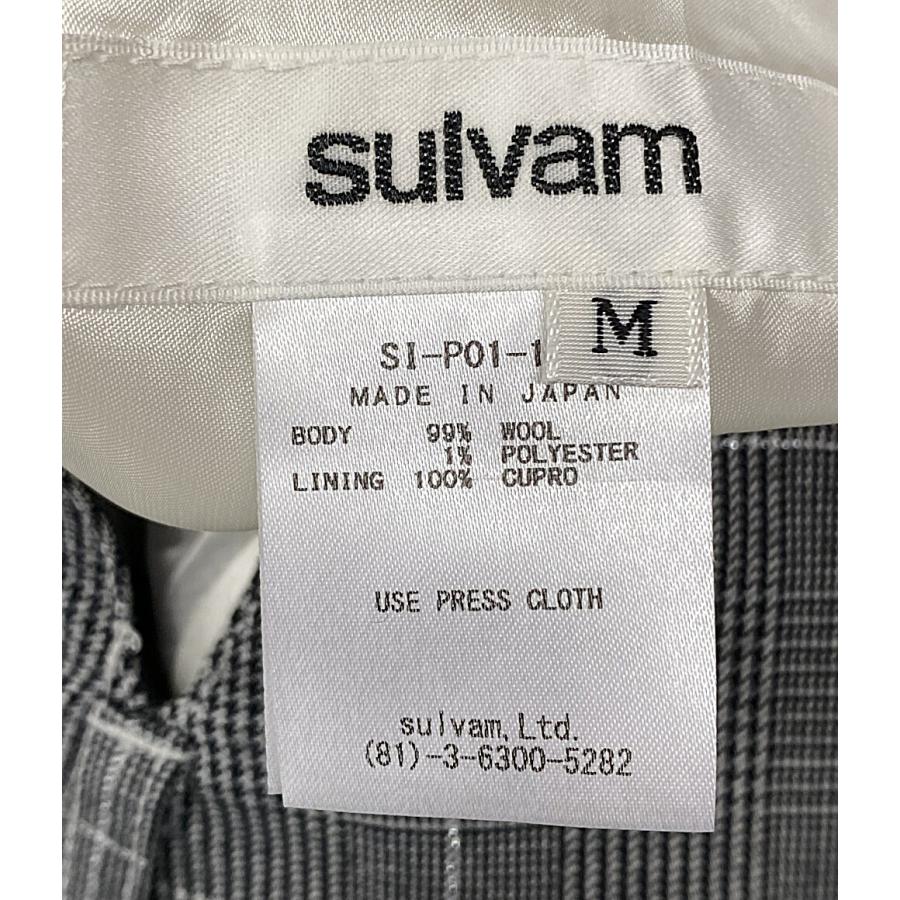 sulvam
M
SI-P01-1
MADE IN JAPAN
BODY 99% WOOL
1% POLYESTER
LINING 100% CUPRO
USE PRESS CLOTH
sulvam, Ltd.
(81)-3-6300-5282